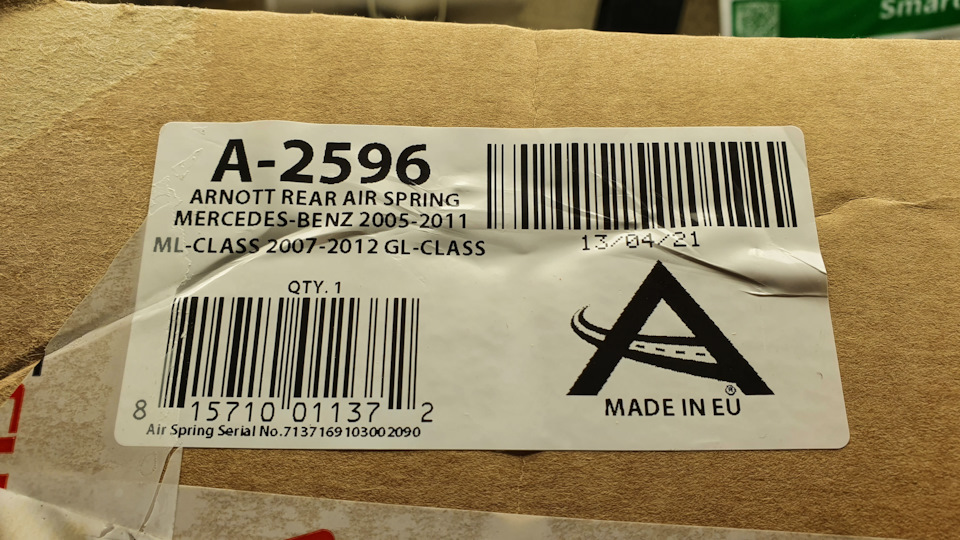 Smar
A-2596
ARNOTT REAR AIR SPRING
MERCEDES-BENZ 2005-2011
ML-CLASS 2007-2012 GL-CLASS
13/04/21
QTY. 1
8 15710 01137 2
Air Spring Serial No.7137169103002090
®
MADE IN EU